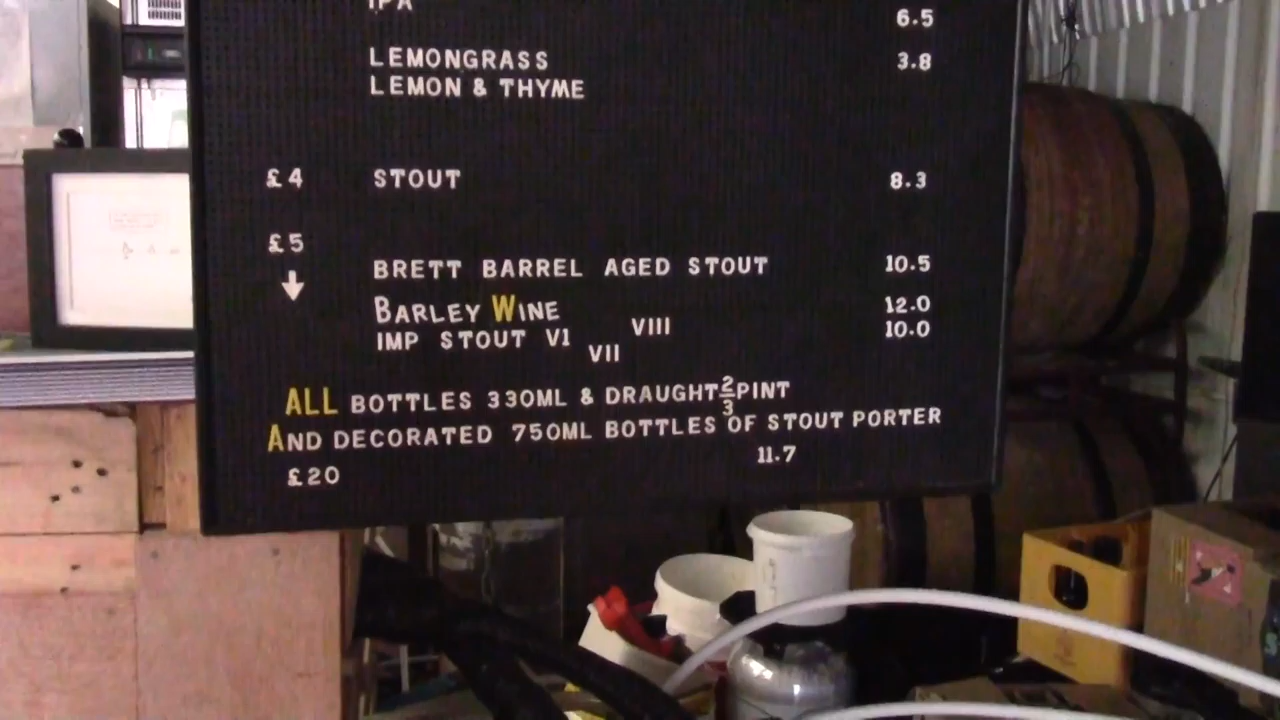 IPA 6.5
LEMONGRASS 3.8
LEMON & THYME
£4 STOUT 8.3
£5
BRETT BARREL AGED STOUT 10.5
BARLEY WINE 12.0
IMP STOUT V1 VIII 10.0
VII
ALL BOTTLES 330ML & DRAUGHT 2/3 PINT
AND DECORATED 750ML BOTTLES OF STOUT PORTER
11.7
£20